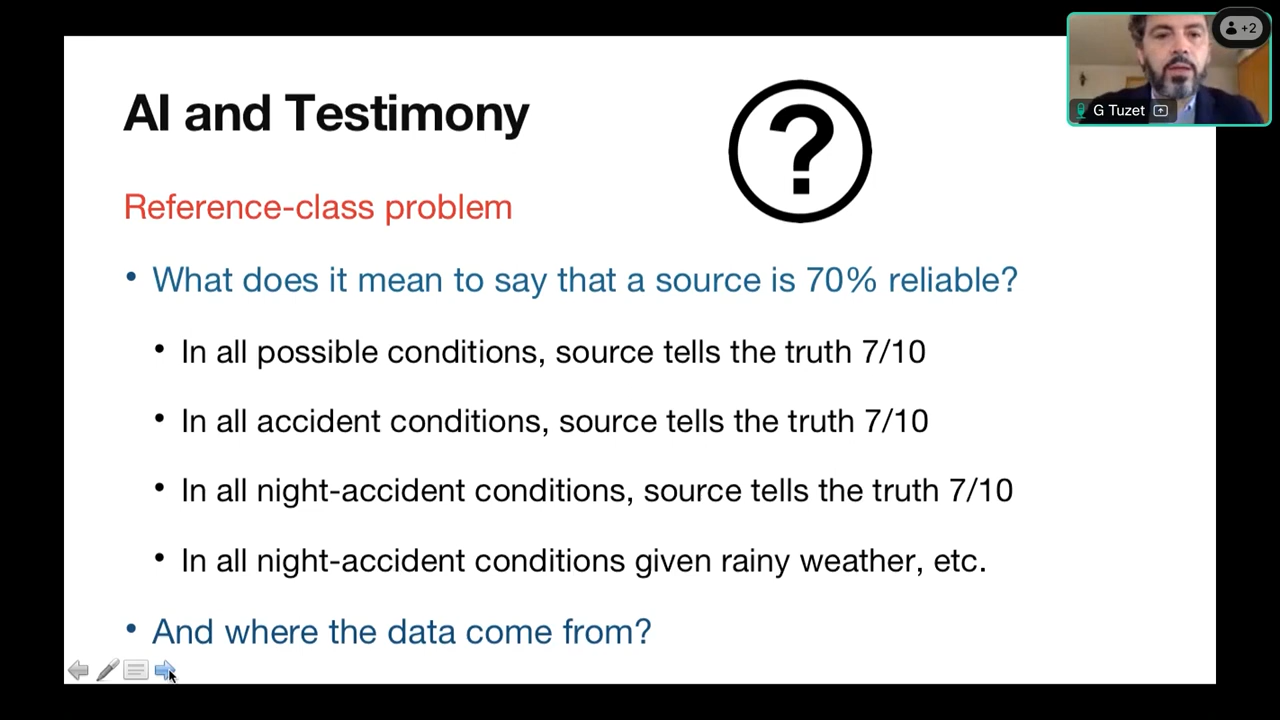 AI and Testimony
?
Reference-class problem
• What does it mean to say that a source is 70% reliable?
• In all possible conditions, source tells the truth 7/10
• In all accident conditions, source tells the truth 7/10
• In all night-accident conditions, source tells the truth 7/10
• In all night-accident conditions given rainy weather, etc.
• And where the data come from?
+2
G Tuzet